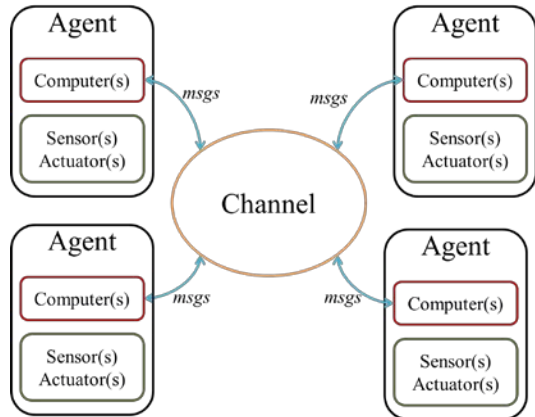 Agent
Computer(s)
Sensor(s)
Actuator(s)
msgs
Agent
Computer(s)
Sensor(s)
Actuator(s)
msgs
Channel
Agent
Computer(s)
Sensor(s)
Actuator(s)
msgs
Agent
Computer(s)
Sensor(s)
Actuator(s)
msgs